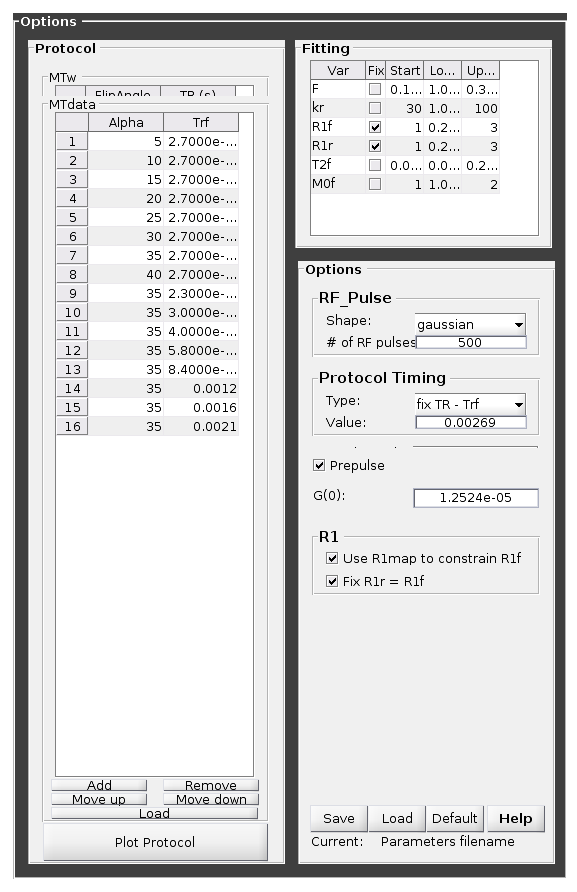 Options
Protocol
MTw
FlipAngle TR (s)
MTdata
Alpha Trf
1 5 2.7000e-...
2 10 2.7000e-...
3 15 2.7000e-...
4 20 2.7000e-...
5 25 2.7000e-...
6 30 2.7000e-...
7 35 2.7000e-...
8 40 2.7000e-...
9 35 2.3000e-...
10 35 3.0000e-...
11 35 4.0000e-...
12 35 5.8000e-...
13 35 8.4000e-...
14 35 0.0012
15 35 0.0016
16 35 0.0021
Add Remove
Move up Move down
Load
Plot Protocol
Fitting
Var Fix Start Lo... Up...
F 0.1... 1.0... 0.3...
kr 30 1.0... 100
R1f 1 0.2... 3
R1r 1 0.2... 3
T2f 0.0... 0.0... 0.2...
M0f 1 1.0... 2
Options
RF_Pulse
Shape: gaussian
# of RF pulses 500
Protocol Timing
Type: fix TR - Trf
Value: 0.00269
Prepulse
G(0): 1.2524e-05
R1
Use R1map to constrain R1f
Fix R1r = R1f
Save Load Default Help
Current: Parameters filename